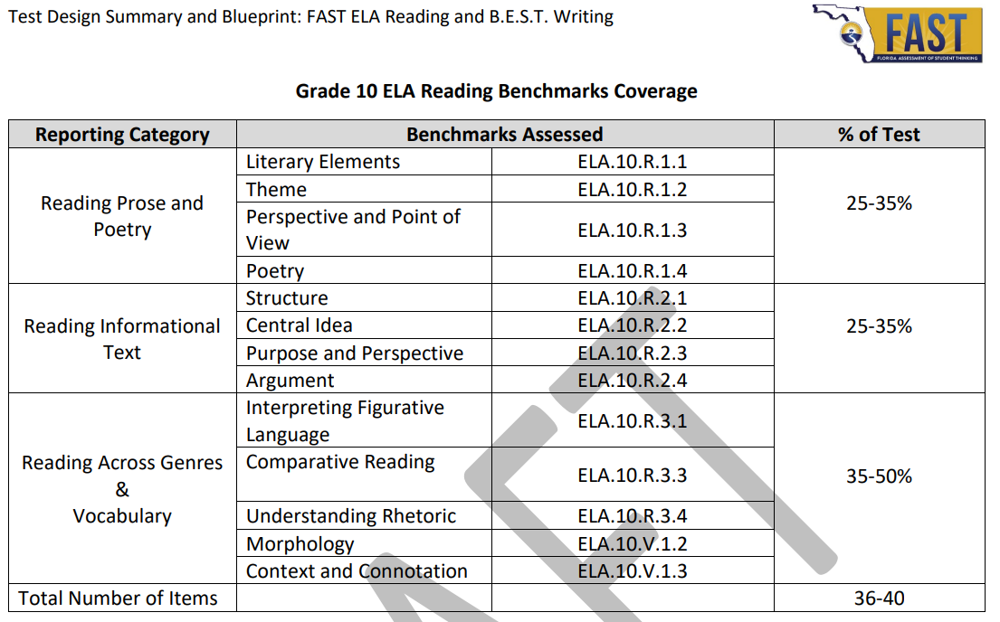 Test Design Summary and Blueprint: FAST ELA Reading and B.E.S.T. Writing
FAST
FLORIDA ASSESSMENT OF STUDENT THINKING
Grade 10 ELA Reading Benchmarks Coverage
Reporting Category Benchmarks Assessed % of Test
Reading Prose and
Poetry
Literary Elements ELA.10.R.1.1
Theme ELA.10.R.1.2
Perspective and Point of
View
ELA.10.R.1.3
Poetry ELA.10.R.1.4
25-35%
Reading Informational
Text
Structure ELA.10.R.2.1
Central Idea ELA.10.R.2.2
Purpose and Perspective ELA.10.R.2.3
Argument ELA.10.R.2.4
25-35%
Reading Across Genres
&
Vocabulary
Interpreting Figurative
Language
ELA.10.R.3.1
Comparative Reading ELA.10.R.3.3
Understanding Rhetoric ELA.10.R.3.4
Morphology ELA.10.V.1.2
Context and Connotation ELA.10.V.1.3
35-50%
Total Number of Items 36-40